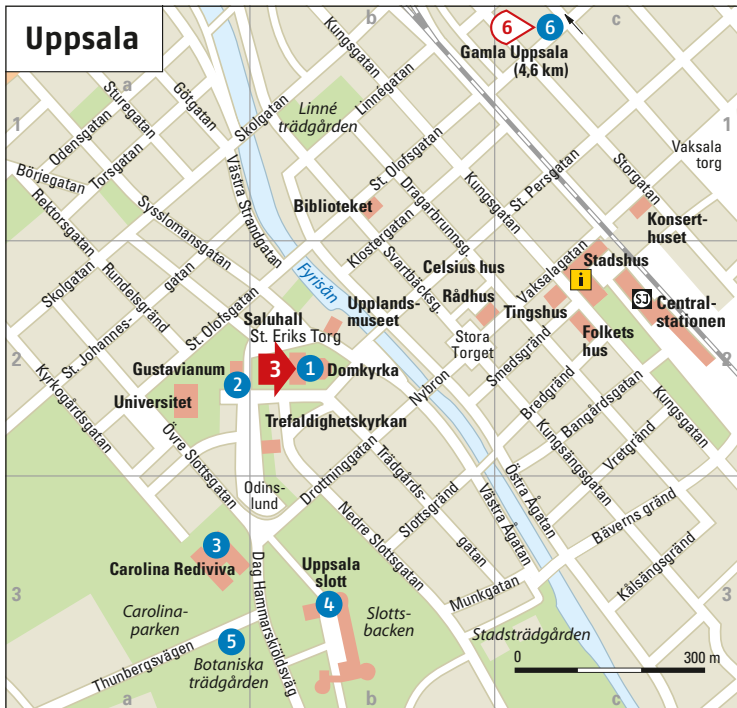 Uppsala
a
b
c
6
6
Gamla Uppsala
(4,6 km)
1
1
Sturegatan
Götgatan
Odensgatan
Torsgatan
Börjegatan
Skolgatan
Kungsgatan
Linnégatan
Linné
trädgården
Västra Strandgatan
St. Olofsgatan
Dragarbrunnsg.
Kungsgatan
St. Persgatan
Storgatan
Vaksala
torg
Biblioteket
Klostergatan
Svartbäcksg.
Konsert-
huset
Rektorsgatan
Sysslomansgatan
Rundelsgränd
Skolgatan
St. Johannes-
gatan
St. Olofsgatan
Fyrisån
Celsius hus
Vaksalagatan
Stadshus
i
Rådhus
Tingshus
SJ
Central-
stationen
Upplands-
museet
Saluhall
St. Eriks Torg
Stora
Torget
Folkets
hus
2
2
Gustavianum
2
3
1
Domkyrka
Universitet
Nybron
Smedsgränd
Bredgränd
Bangårdsgatan
Kungsgatan
Kyrkogårdsgatan
Trefaldighetskyrkan
Kungsängsgatan
Vretgränd
Övre Slottsgatan
Odins-
lund
Drottninggatan
Trädgårds-
gatan
Slottsgränd
Östra Ågatan
Västra Ågatan
Bäverns gränd
Nedre Slottsgatan
3
Carolina Rediviva
Dag Hammarskjöldsväg
Uppsala
slott
4
Munkgatan
Kålsängsgränd
3
3
Carolina-
parken
Slotts-
backen
Stadsträdgården
5
Thunbergsvägen
Botaniska
trädgården
0
300 m
a
b
c